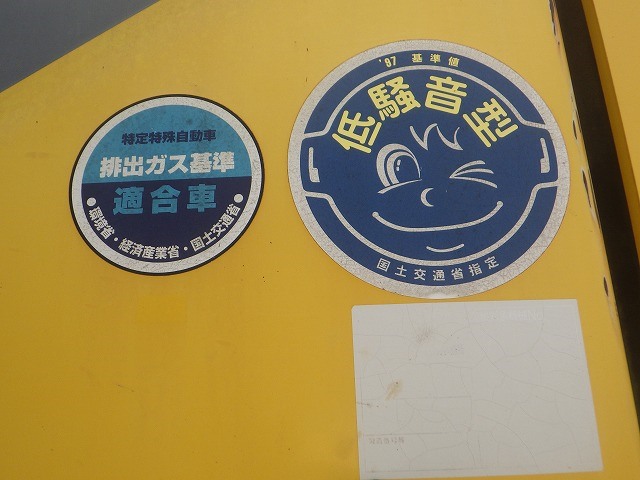 特定特殊自動車
排出ガス基準
適合車
•環境省・経済産業省・国土交通省•
'97 基準値
低騒音型
国土交通省指定